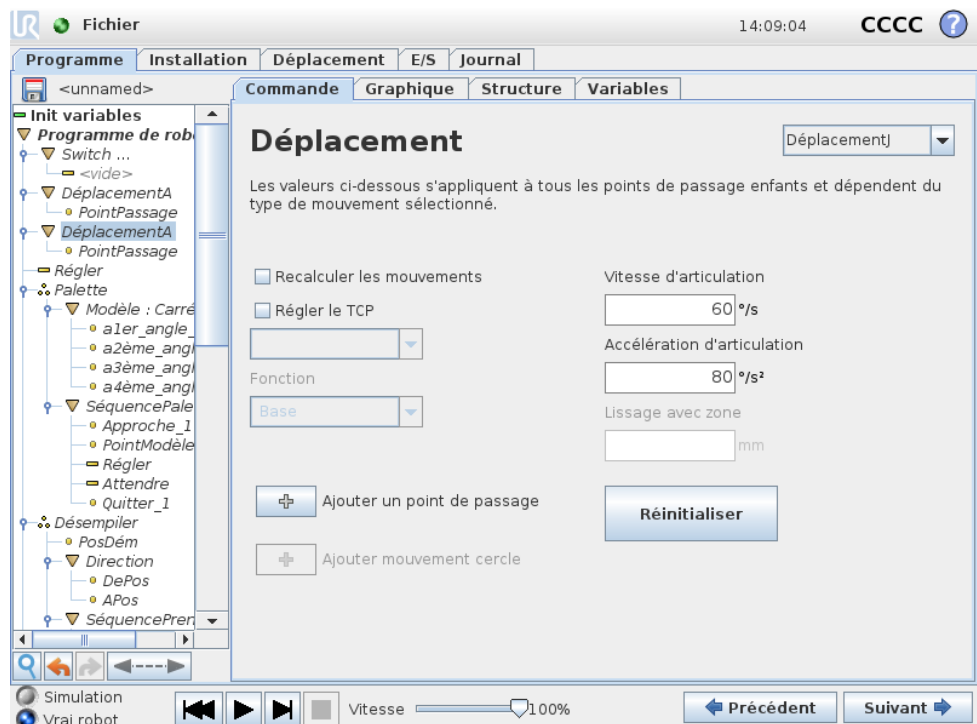 UR Fichier 14:09:04 CCCC ?
Programme Installation Déplacement E/S Journal
<unnamed>
Commande Graphique Structure Variables
Init variables
Programme de rob
Switch ...
<vide>
DéplacementA
PointPassage
DéplacementA
PointPassage
Régler
Palette
Modèle : Carré
a1er_angle_
a2ème_angl
a3ème_angl
a4ème_angl
SéquencePale
Approche_1
PointModèle
Régler
Attendre
Quitter_1
Désempiler
PosDém
Direction
DePos
APos
SéquencePren
Déplacement
DéplacementJ
Les valeurs ci-dessous s'appliquent à tous les points de passage enfants et dépendent du
type de mouvement sélectionné.
Recalculer les mouvements
Régler le TCP
Fonction
Base
Vitesse d'articulation
60 °/s
Accélération d'articulation
80 °/s²
Lissage avec zone
mm
Ajouter un point de passage
Ajouter mouvement cercle
Réinitialiser
Simulation
Vrai robot
Vitesse 100%
Précédent Suivant